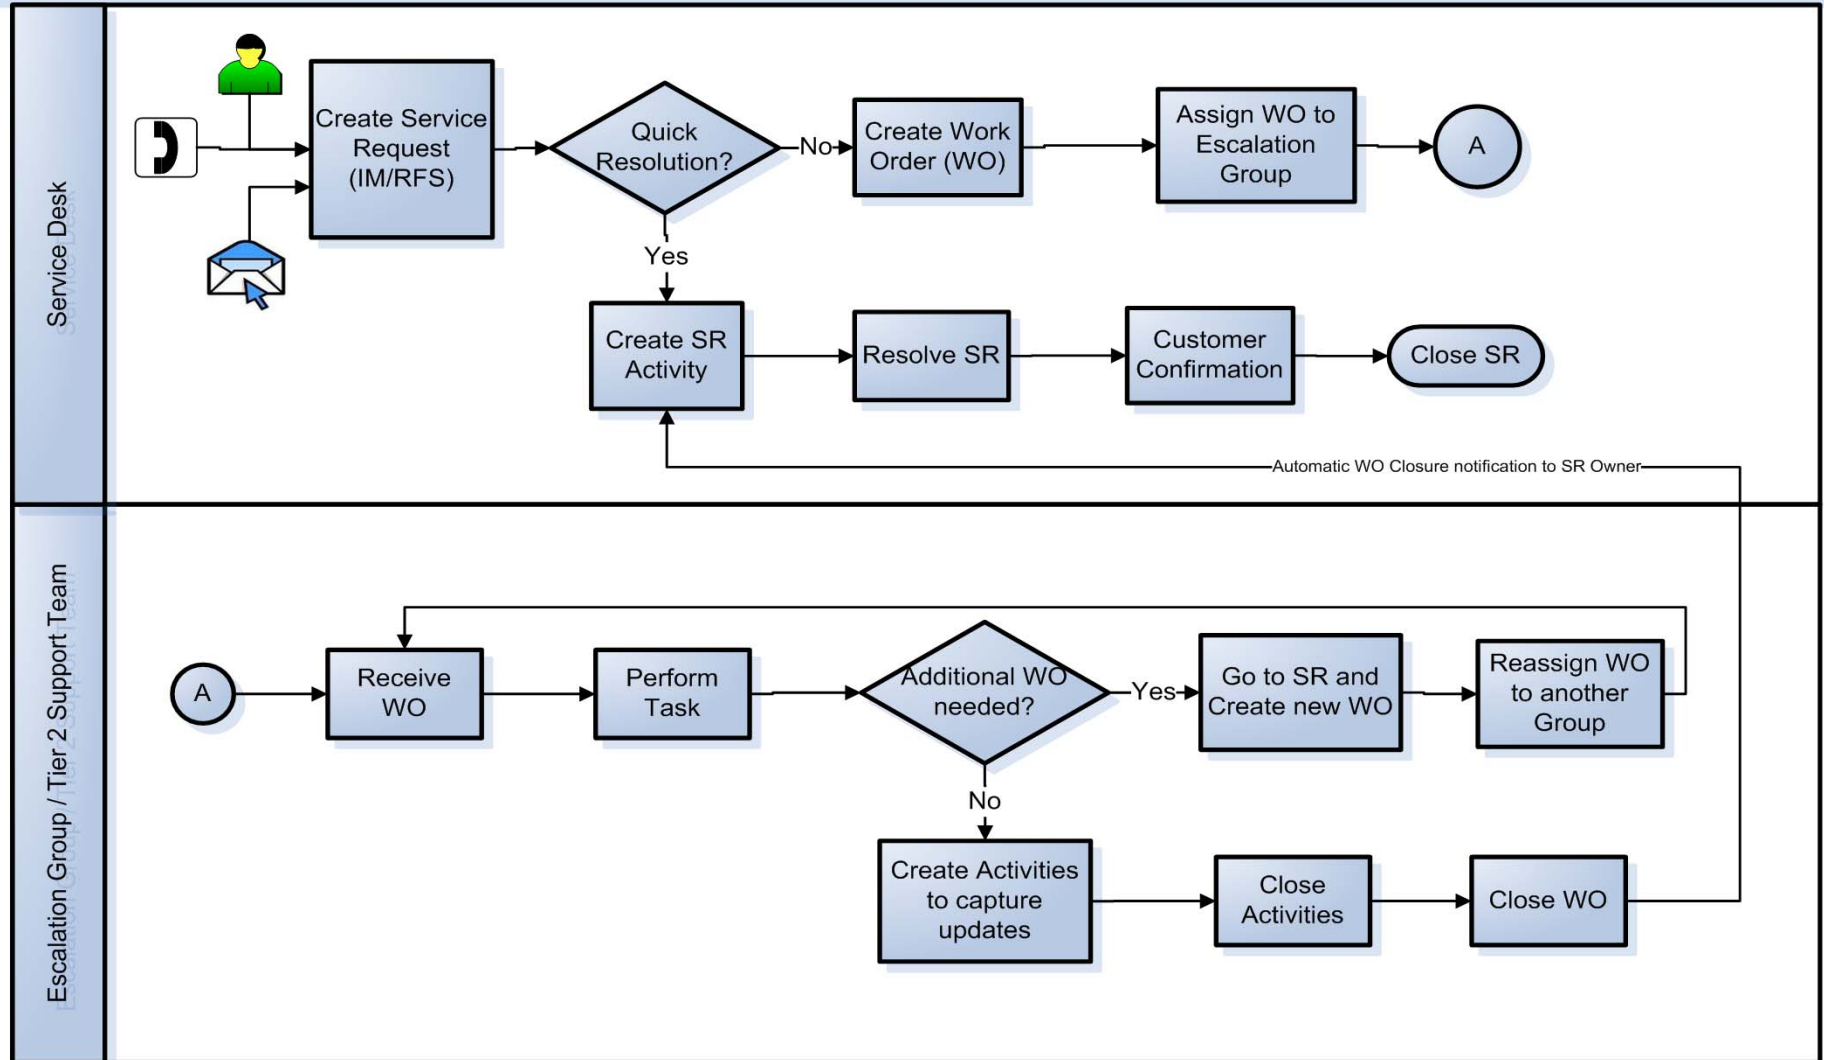 Service Desk
Create Service
Request
(IM/RFS)
Quick
Resolution?
No
Create Work
Order (WO)
Assign WO to
Escalation
Group
A
Yes
Create SR
Activity
Resolve SR
Customer
Confirmation
Close SR
Automatic WO Closure notification to SR Owner
Escalation Group / Tier 2 Support Team
A
Receive
WO
Perform
Task
Additional WO
needed?
Yes
Go to SR and
Create new WO
Reassign WO
to another
Group
No
Create Activities
to capture
updates
Close
Activities
Close WO